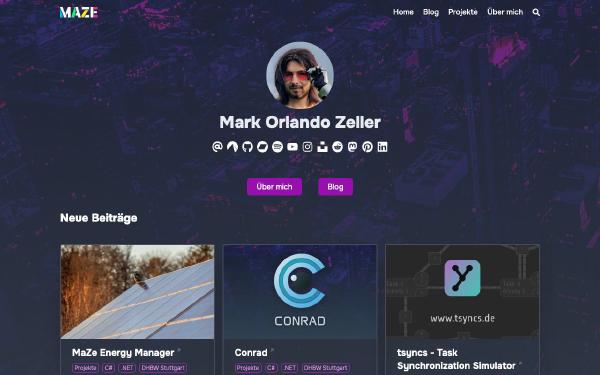 MAZE
Home Blog Projekte Über mich
Mark Orlando Zeller
Über mich Blog
Neue Beiträge
CONRAD
www.tsyncs.de
MaZe Energy Manager
Projekte C# .NET DHBW Stuttgart
Conrad
Projekte C# .NET DHBW Stuttgart
tsyncs - Task
Synchronization Simulator